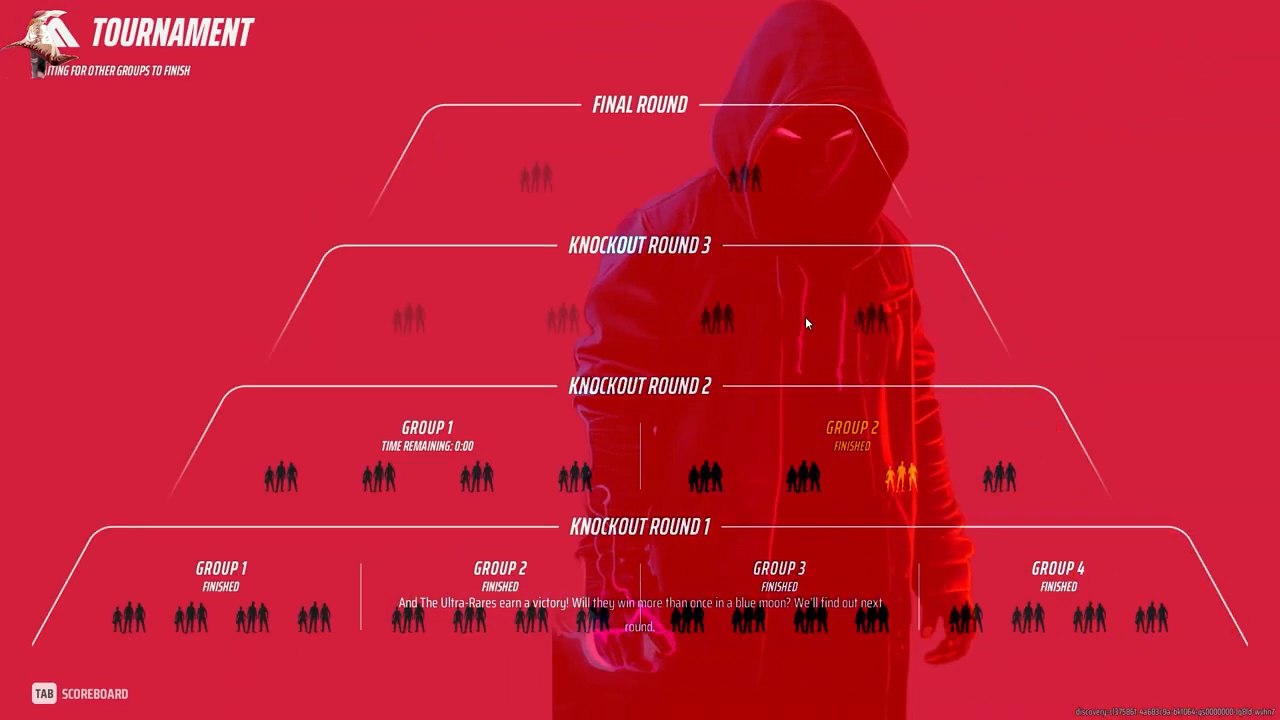 TOURNAMENT
ITING FOR OTHER GROUPS TO FINISH
FINAL ROUND
KNOCKOUT ROUND 3
KNOCKOUT ROUND 2
GROUP 1
TIME REMAINING: 0:00
GROUP 2
FINISHED
KNOCKOUT ROUND 1
GROUP 1
FINISHED
GROUP 2
FINISHED
GROUP 3
FINISHED
GROUP 4
FINISHED
And The Ultra-Rares earn a victory! Will they win more than once in a blue moon? We'll find out next
round.
TAB SCOREBOARD